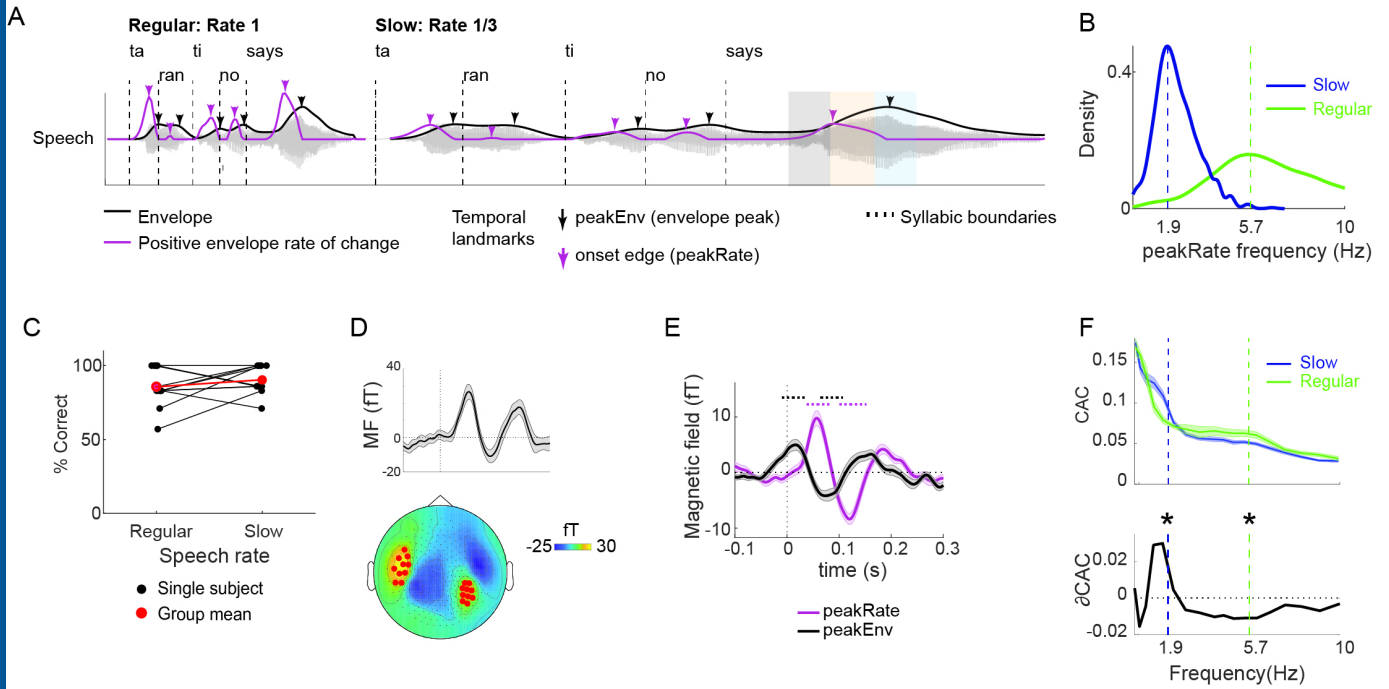 A
Regular: Rate 1
Slow: Rate 1/3
ta
ti
says
ran
no
ta
ti
says
ran
no
Speech
Envelope
Positive envelope rate of change
Temporal
landmarks
peakEnv (envelope peak)
onset edge (peakRate)
Syllabic boundaries
B
Density
0.4
0
1.9
5.7
10
peakRate frequency (Hz)
Slow
Regular
C
% Correct
100
50
0
Regular
Slow
Speech rate
Single subject
Group mean
D
MF (fT)
40
0
-20
fT
-25
30
E
Magnetic field (fT)
10
0
-10
-0.1
0
0.1
0.2
0.3
time (s)
peakRate
peakEnv
F
CAC
0.15
0.1
0.05
0
Slow
Regular
* *
∂CAC
0.02
0
-0.02
1.9
5.7
10
Frequency(Hz)